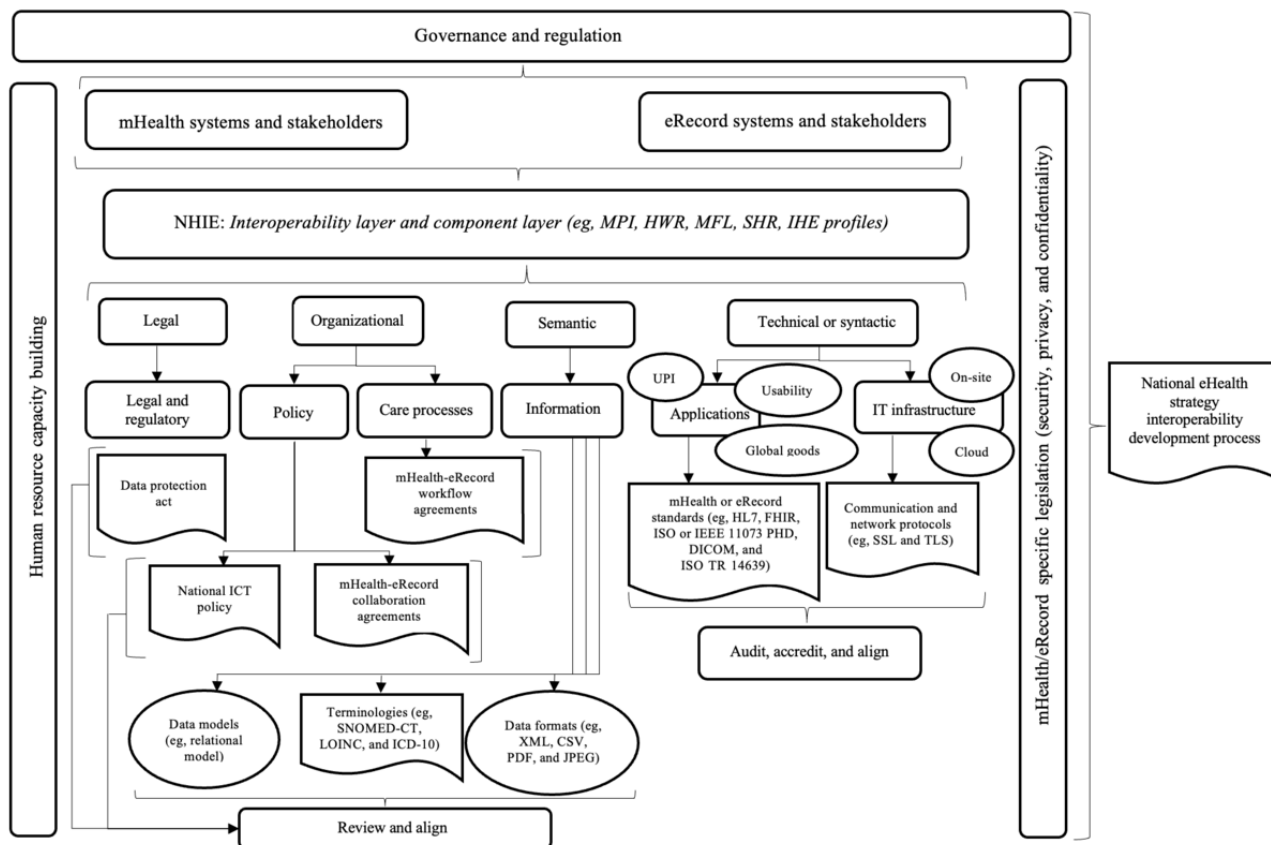 Governance and regulation
Human resource capacity building
mHealth systems and stakeholders
eRecord systems and stakeholders
mHealth/eRecord specific legislation (security, privacy, and confidentiality)
NHIE: Interoperability layer and component layer (eg, MPI, HWR, MFL, SHR, IHE profiles)
Legal
Organizational
Semantic
Technical or syntactic
Legal and
regulatory
Policy
Care processes
Information
UPI
Applications
Usability
Global goods
IT infrastructure
On-site
Cloud
National eHealth
strategy
interoperability
development process
Data protection
act
mHealth-eRecord
workflow
agreements
mHealth or eRecord
standards (eg, HL7, FHIR,
ISO or IEEE 11073 PHD,
DICOM, and
ISO TR 14639)
Communication and
network protocols
(eg, SSL and TLS)
National ICT
policy
mHealth-eRecord
collaboration
agreements
Audit, accredit, and align
Data models
(eg, relational
model)
Terminologies (eg,
SNOMED-CT,
LOINC, and ICD-10)
Data formats (eg,
XML, CSV,
PDF, and JPEG)
Review and align